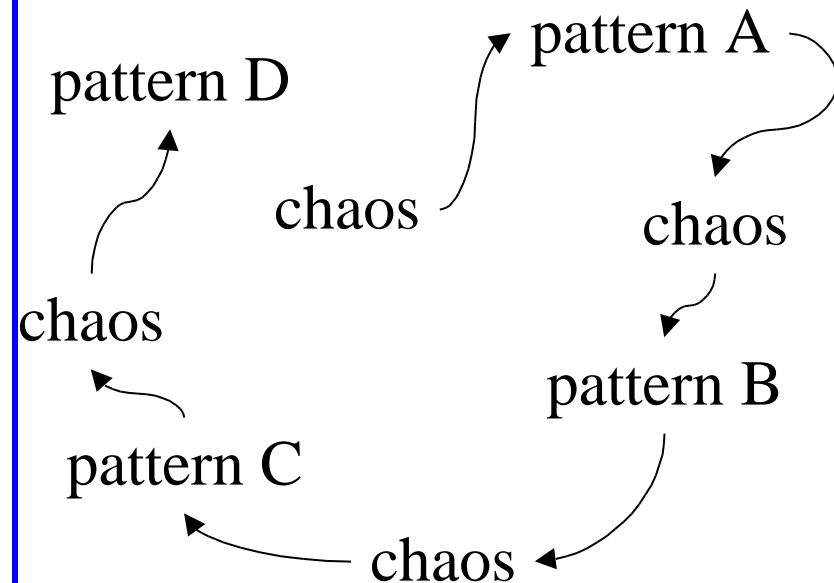 pattern A
pattern D
chaos
chaos
chaos
pattern B
pattern C
chaos